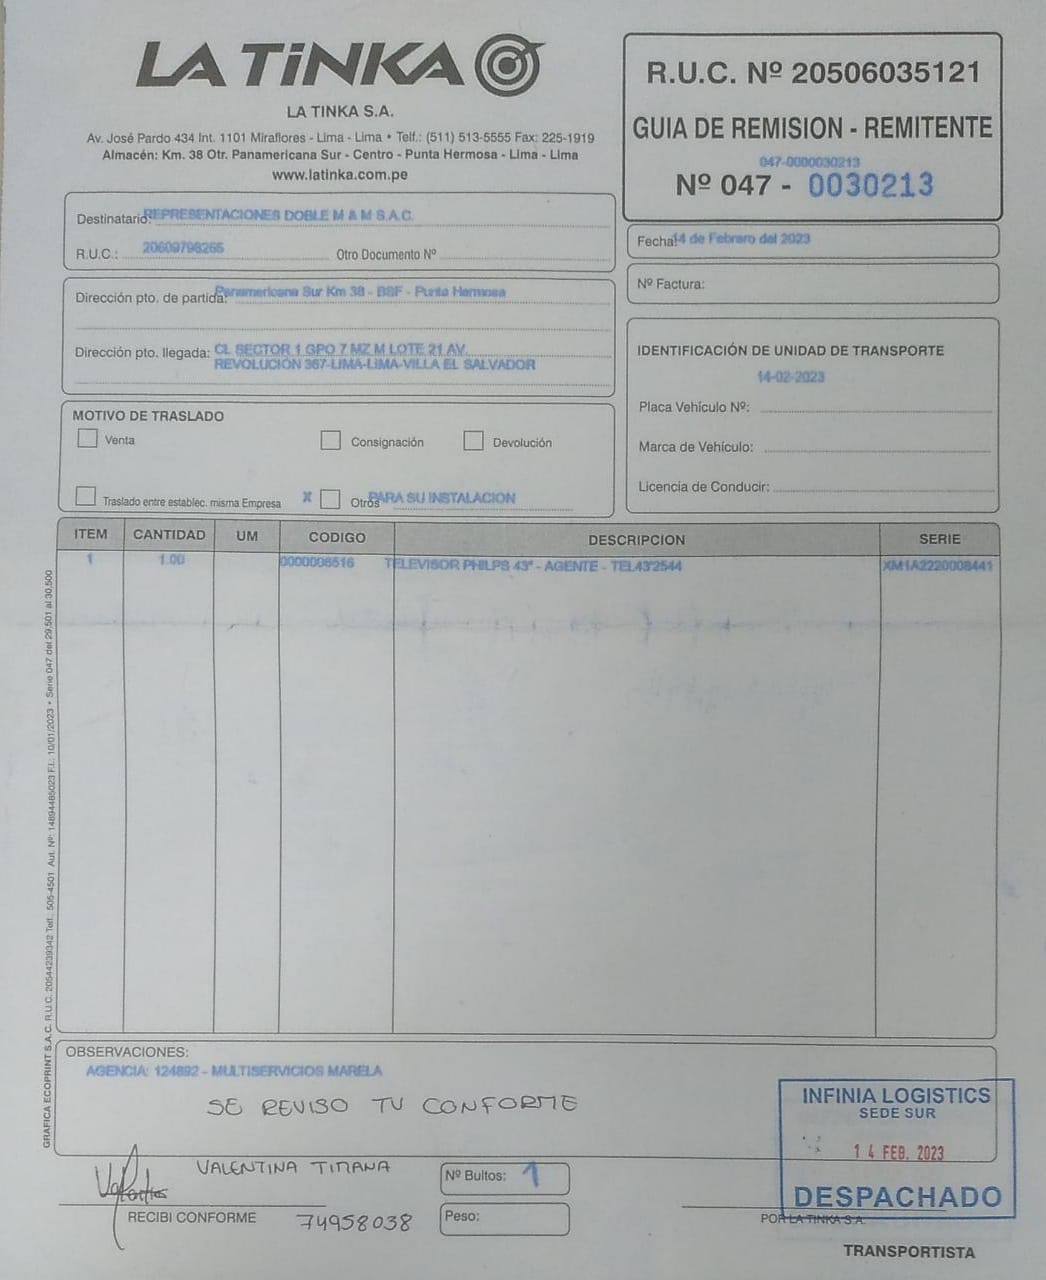 LA TiNKA
LA TINKA S.A.
Av. José Pardo 434 Int. 1101 Miraflores - Lima - Lima • Telf.: (511) 513-5555 Fax: 225-1919
Almacén: Km. 38 Otr. Panamericana Sur - Centro - Punta Hermosa - Lima - Lima
www.latinka.com.pe
R.U.C. Nº 20506035121
GUIA DE REMISION - REMITENTE
047-0000030213
Nº 047 - 0030213
Destinatario: REPRESENTACIONES DOBLE M & M S.A.C.
R.U.C.: 20609798265 Otro Documento Nº
Fecha: 14 de Febrero del 2023
Nº Factura:
Dirección pto. de partida: Panamericana Sur Km 38 - BSF - Punta Hermosa
Dirección pto. llegada: CL SECTOR 1 GPO 7 MZ M LOTE 21 AV.
REVOLUCION 367-LIMA-LIMA-VILLA EL SALVADOR
IDENTIFICACIÓN DE UNIDAD DE TRANSPORTE
14-02-2023
Placa Vehículo Nº:
Marca de Vehículo:
Licencia de Conducir:
MOTIVO DE TRASLADO
Venta Consignación Devolución
Traslado entre establec. misma Empresa X Otros PARA SU INSTALACION
ITEM CANTIDAD UM CODIGO DESCRIPCION SERIE
1 1.00 0000006516 TELEVISOR PHILPS 43" - AGENTE - TEL43'2544 XM1A2220008441
GRAFICA ECOPRINT S.A.C. R.U.C. 20544239342 Telf.: 505-4501 Aut. Nº: 14894485023 F.I.: 10/01/2023 • Serie 047 del 29,501 al 30,500
OBSERVACIONES:
AGENCIA: 124892 - MULTISERVICIOS MARELA
SE REVISO TV CONFORME
INFINIA LOGISTICS
SEDE SUR
14 FEB. 2023
DESPACHADO
VALENTINA TIRANA
RECIBI CONFORME 74958038
Nº Bultos: 1
Peso:
POR LA TINKA S.A.
TRANSPORTISTA